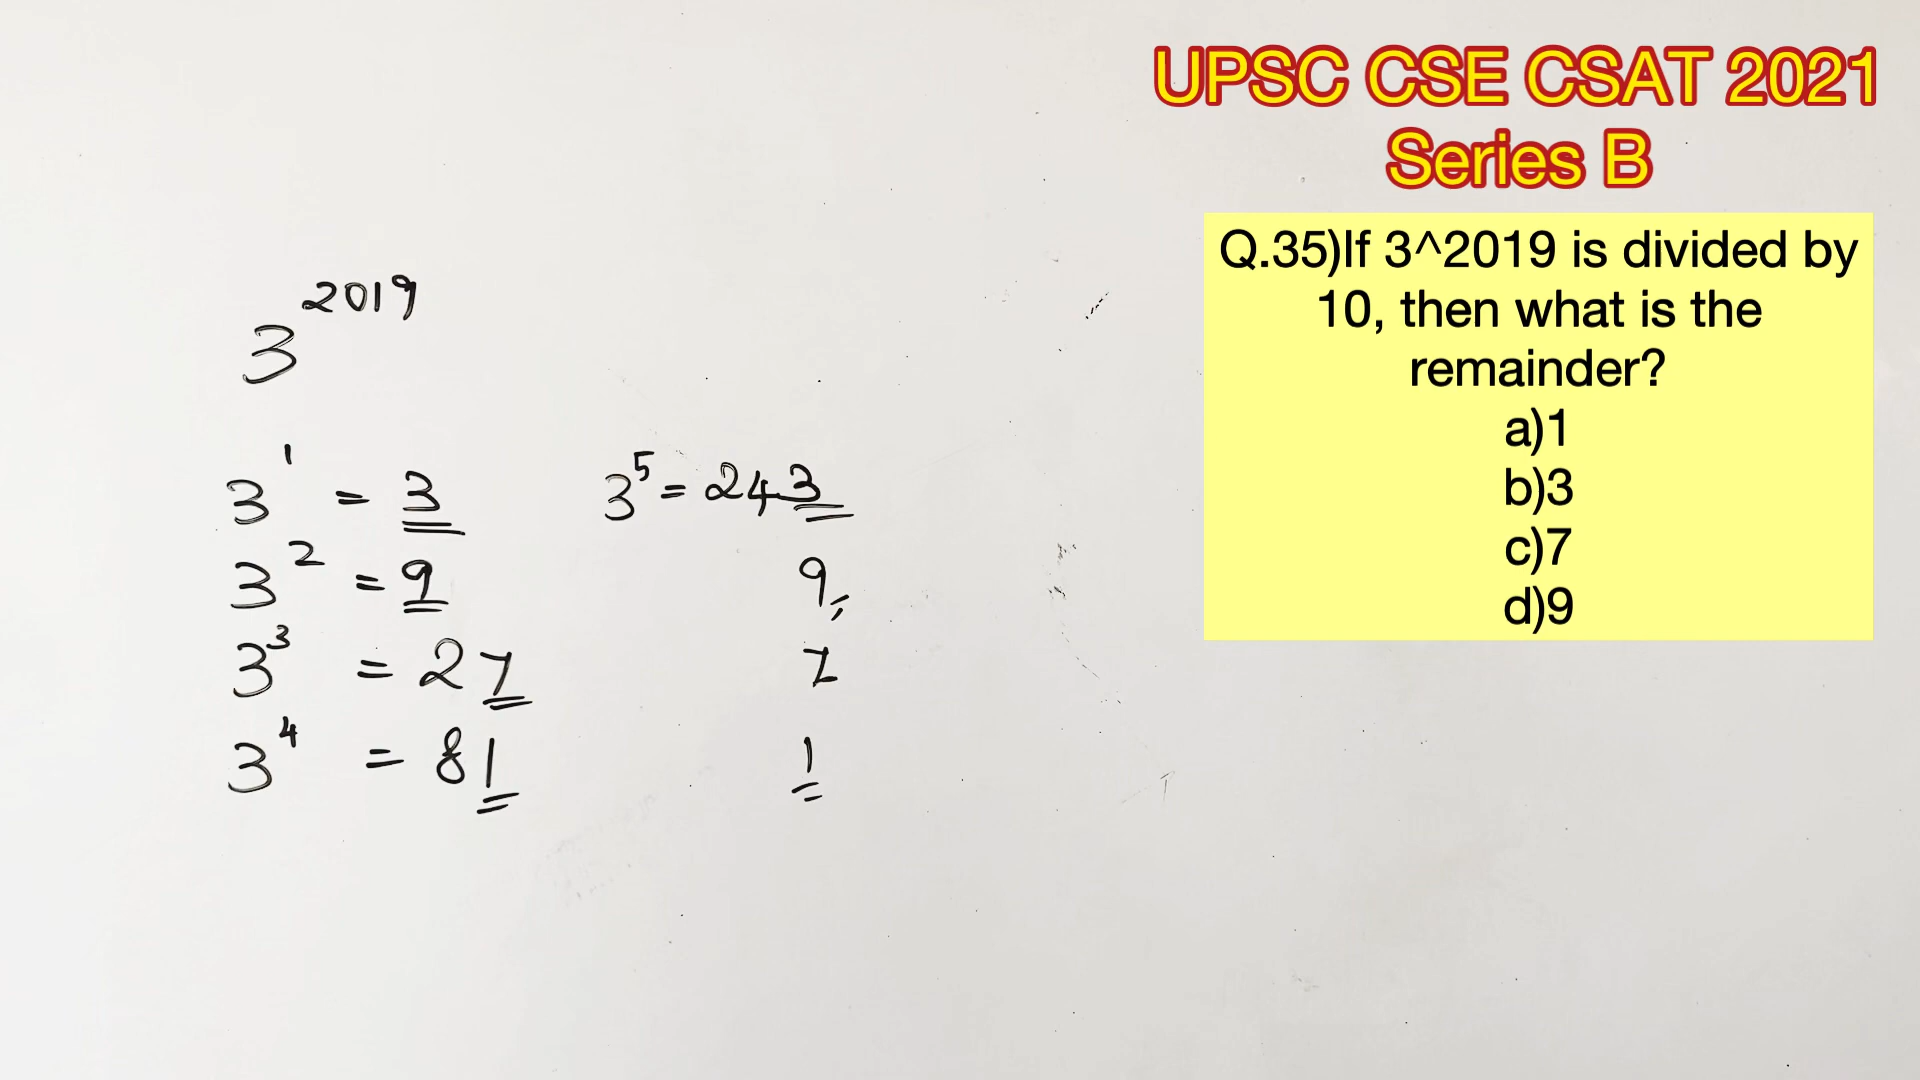 UPSC CSE CSAT 2021
Series B
Q.35)If 3^2019 is divided by
10, then what is the
remainder?
a)1
b)3
c)7
d)9
3^2019
3^1 = 3
3^2 = 9
3^3 = 27
3^4 = 81
3^5 = 243
9
7
1